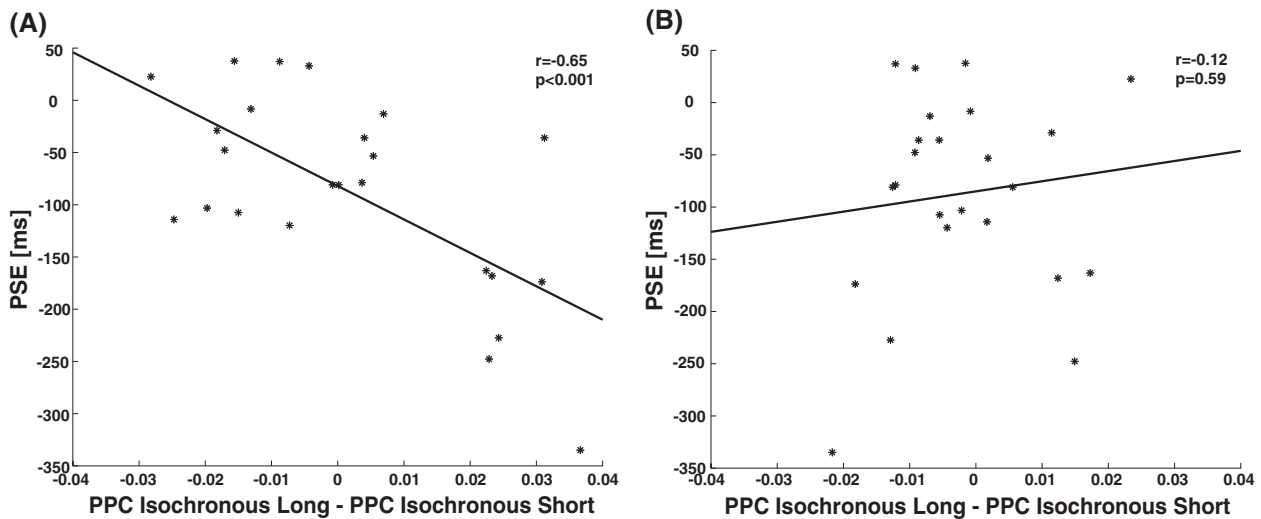 (A)
r=-0.65
p<0.001
50
0
-50
-100
-150
-200
-250
-300
-350
PSE [ms]
-0.04 -0.03 -0.02 -0.01 0 0.01 0.02 0.03 0.04
PPC Isochronous Long - PPC Isochronous Short
(B)
r=-0.12
p=0.59
50
0
-50
-100
-150
-200
-250
-300
-350
PSE [ms]
-0.04 -0.03 -0.02 -0.01 0 0.01 0.02 0.03 0.04
PPC Isochronous Long - PPC Isochronous Short